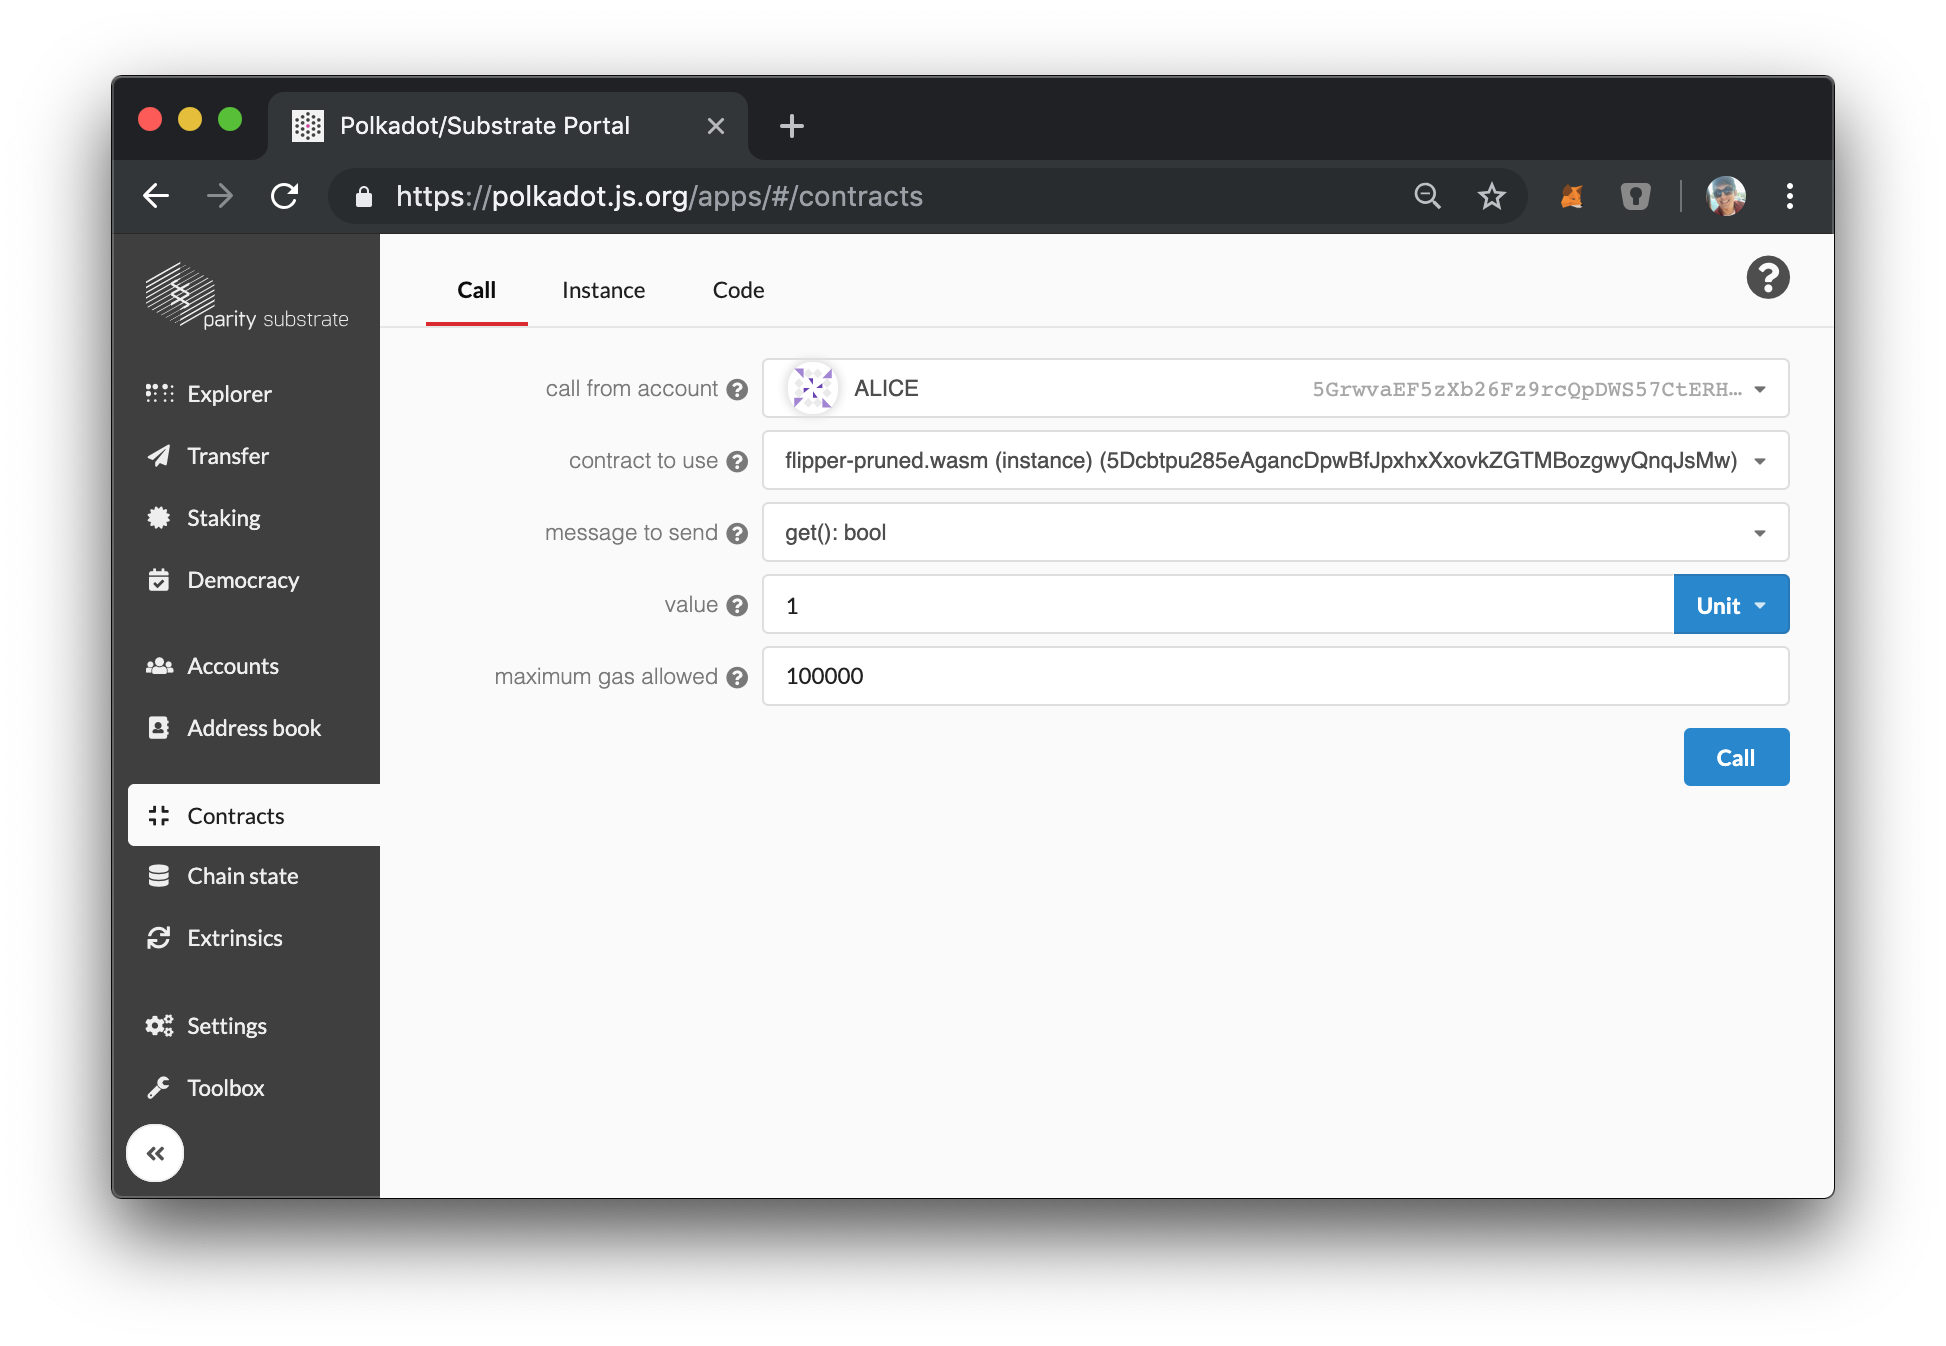 Polkadot/Substrate Portal
https://polkadot.js.org/apps/#/contracts
parity substrate
Explorer
Transfer
Staking
Democracy
Accounts
Address book
Contracts
Chain state
Extrinsics
Settings
Toolbox
Call Instance Code
call from account ALICE 5GrwvaEF5zXb26Fz9rcQpDWS57CtERH…
contract to use flipper-pruned.wasm (instance) (5Dcbtpu285eAgancDpwBfJpxhxXxovkZGTMBozgwyQnqJsMw)
message to send get(): bool
value 1 Unit
maximum gas allowed 100000
Call